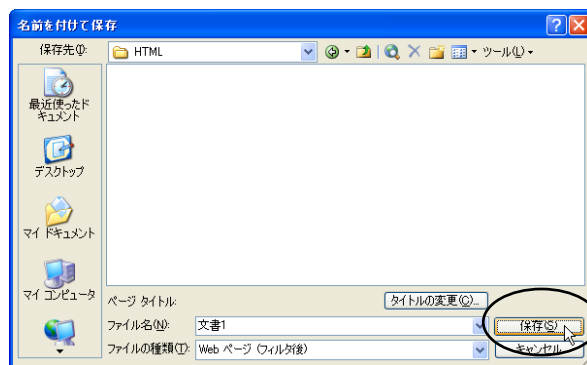 名前を付けて保存
保存先(I):
HTML
ツール(L)
最近使ったド
キュメント
デスクトップ
マイ ドキュメント
マイ コンピュータ
ページ タイトル:
タイトルの変更(C)...
ファイル名(N):
文書1
保存(S)
ファイルの種類(T):
Web ページ (フィルタ後)
キャンセル